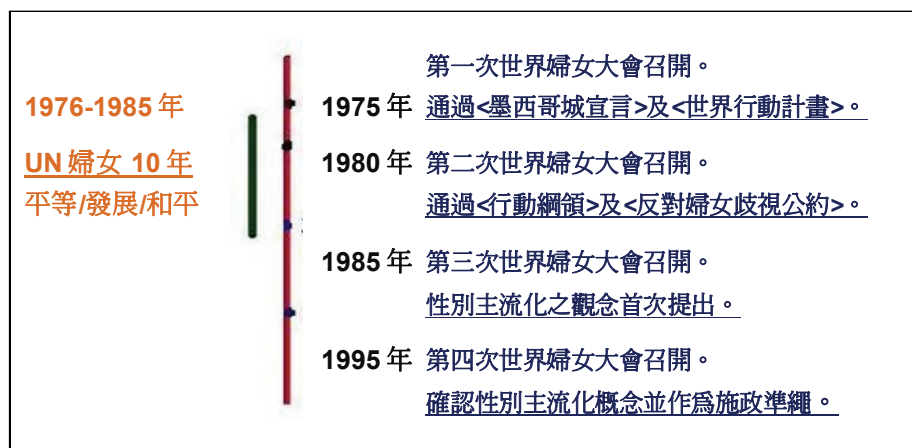 1976-1985 年
UN 婦女 10 年
平等/發展/和平
第一次世界婦女大會召開。
1975 年 通過<墨西哥城宣言>及<世界行動計畫>。
1980 年 第二次世界婦女大會召開。
通過<行動綱領>及<反對婦女歧視公約>。
1985 年 第三次世界婦女大會召開。
性別主流化之觀念首次提出。
1995 年 第四次世界婦女大會召開。
確認性別主流化概念並作為施政準繩。